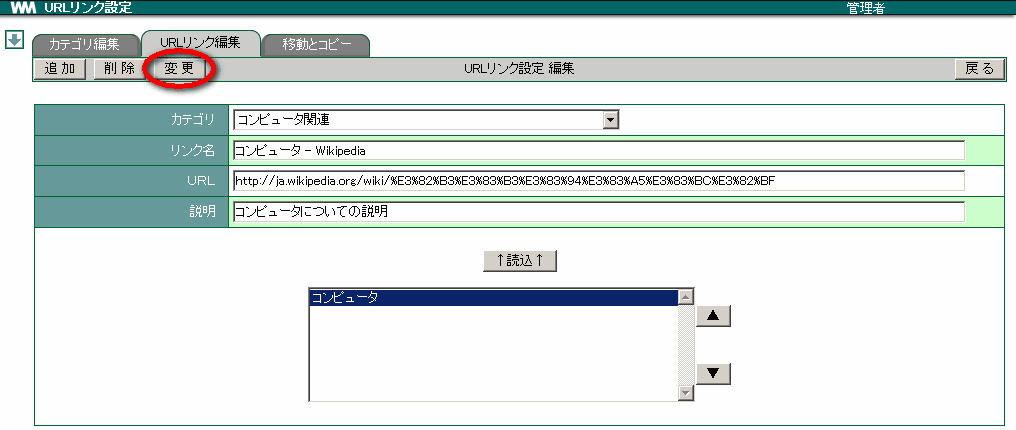 WM URLリンク設定 管理者
カテゴリ編集 URLリンク編集 移動とコピー
追加 削除 変更 URLリンク設定 編集 戻る
カテゴリ コンピュータ関連
リンク名 コンピュータ - Wikipedia
URL http://ja.wikipedia.org/wiki/%E3%82%B3%E3%83%B3%E3%83%94%E3%83%A5%E3%83%BC%E3%82%BF
説明 コンピュータについての説明
↑読込↑
コンピュータ
▲
▼